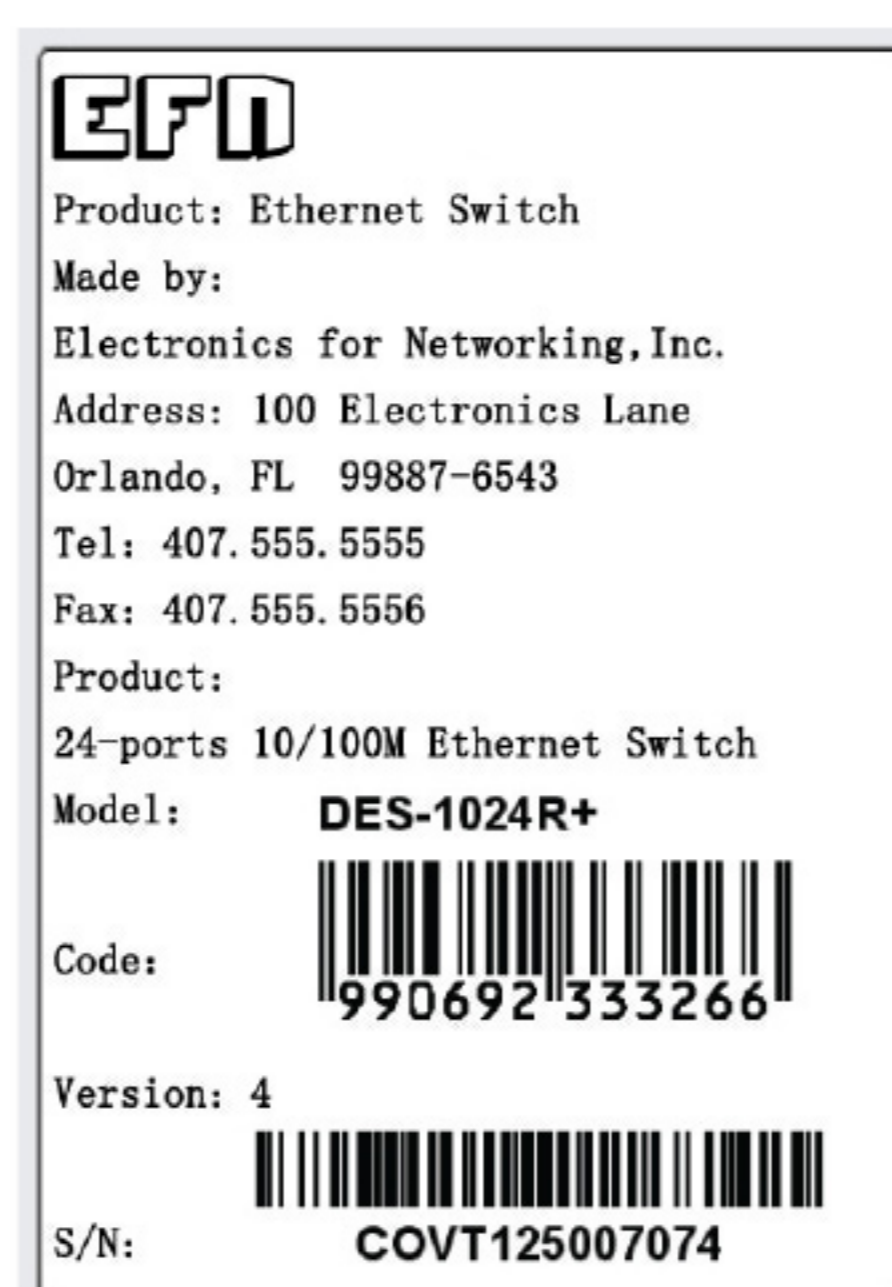 EFN
Product: Ethernet Switch
Made by:
Electronics for Networking,Inc.
Address: 100 Electronics Lane
Orlando, FL 99887-6543
Tel: 407.555.5555
Fax: 407.555.5556
Product:
24-ports 10/100M Ethernet Switch
Model: DES-1024R+
Code: 990692 333266
Version: 4
S/N: COVT125007074